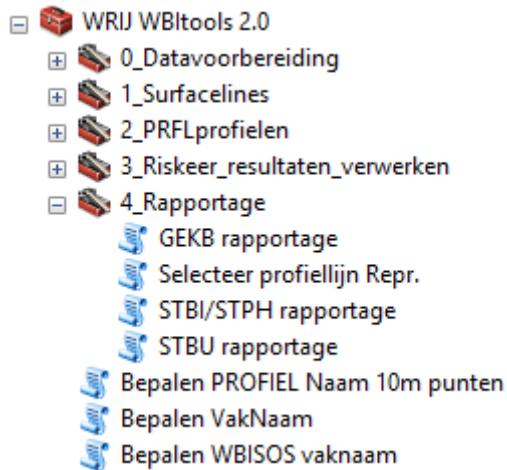 WRIJ WBItools 2.0
0_Datavoorbereiding
1_Surfacelines
2_PRFLprofielen
3_Riskeer_resultaten_verwerken
4_Rapportage
GEKB rapportage
Selecteer profiellijn Repr.
STBI/STPH rapportage
STBU rapportage
Bepalen PROFIEL Naam 10m punten
Bepalen VakNaam
Bepalen WBISOS vaknaam